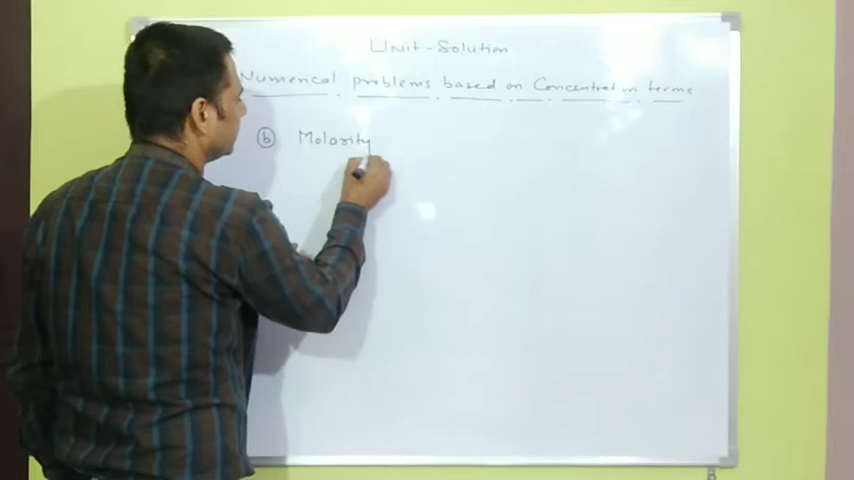 Unit - Solution
Numerical problems based on Concentration terms
(b) Molarity